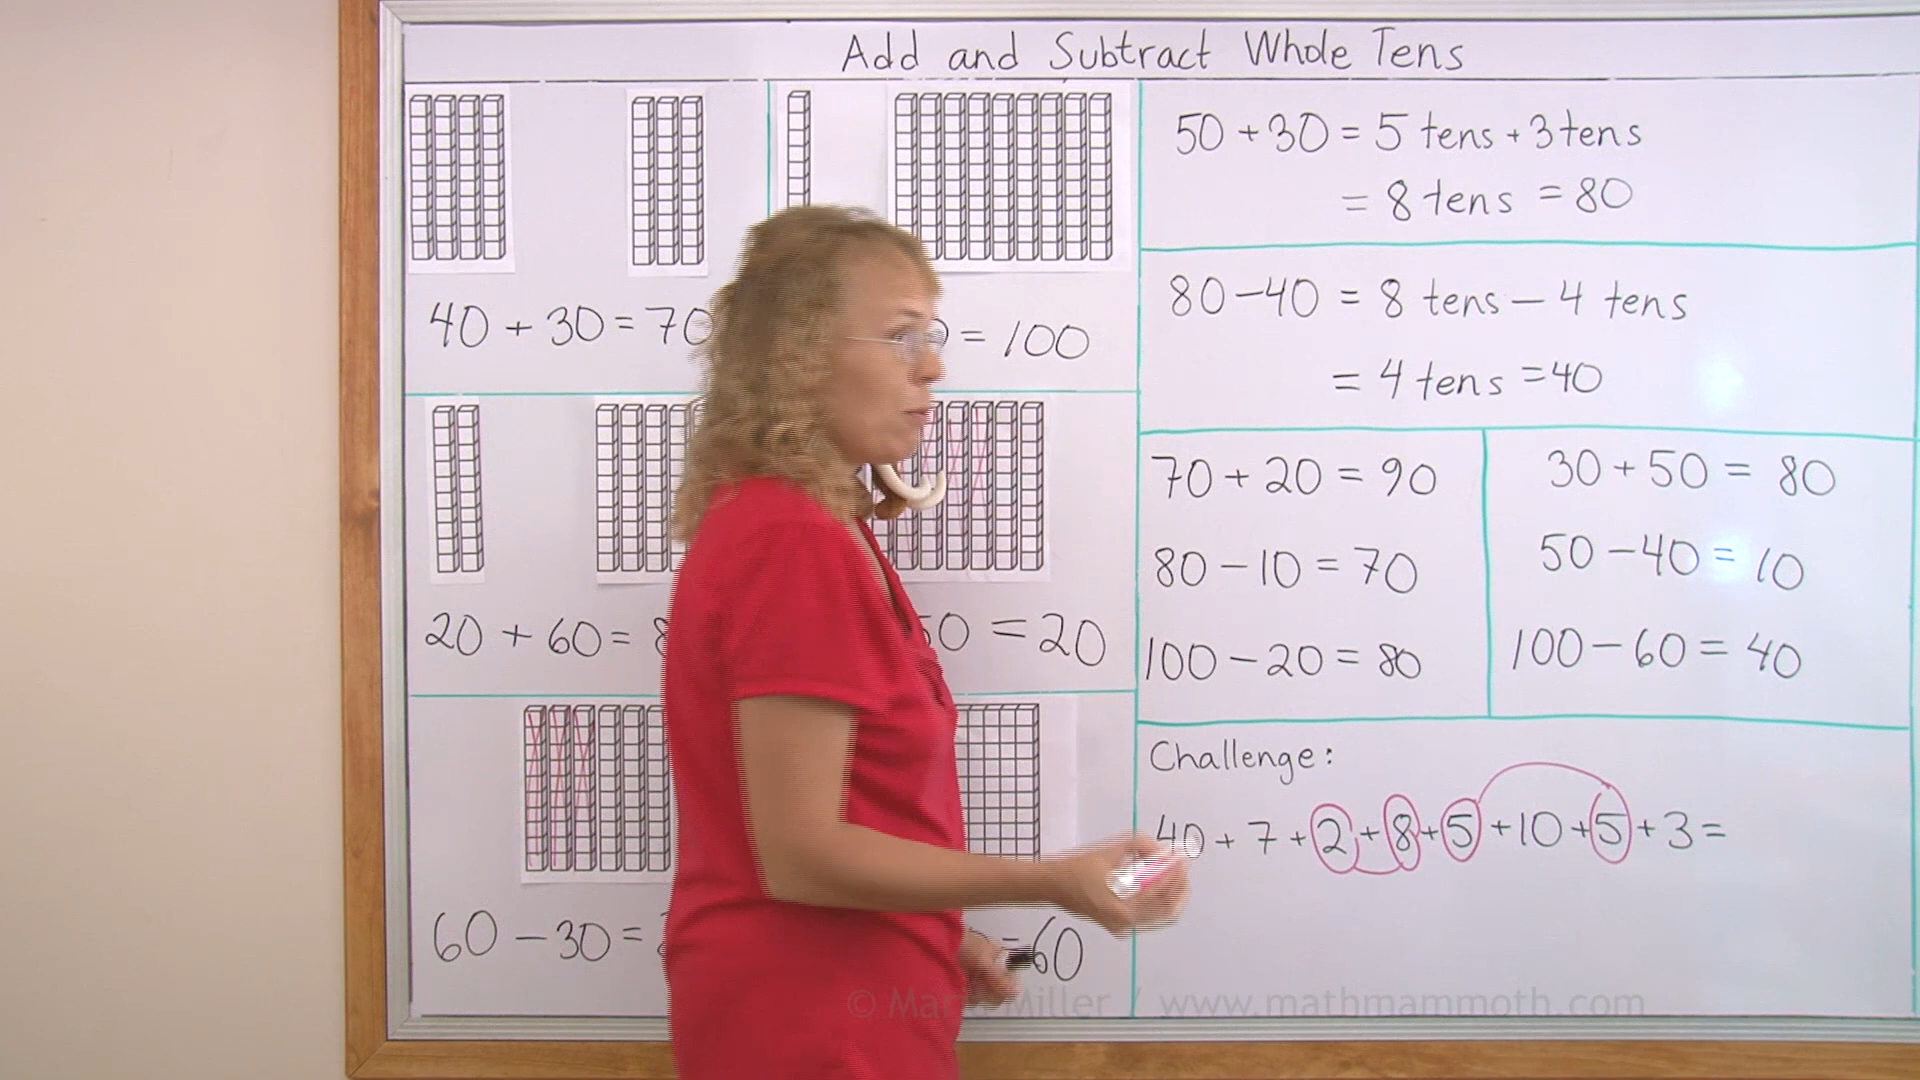 Add and Subtract Whole Tens
40 + 30 = 70
= 100
20 + 60 =
50 = 20
60 - 30 =
= 60
50 + 30 = 5 tens + 3 tens
= 8 tens = 80
80 - 40 = 8 tens - 4 tens
= 4 tens = 40
70 + 20 = 90
80 - 10 = 70
100 - 20 = 80
30 + 50 = 80
50 - 40 = 10
100 - 60 = 40
Challenge:
40 + 7 + 2 + 8 + 5 + 10 + 5 + 3 =
© Maria Miller / www.mathmammoth.com